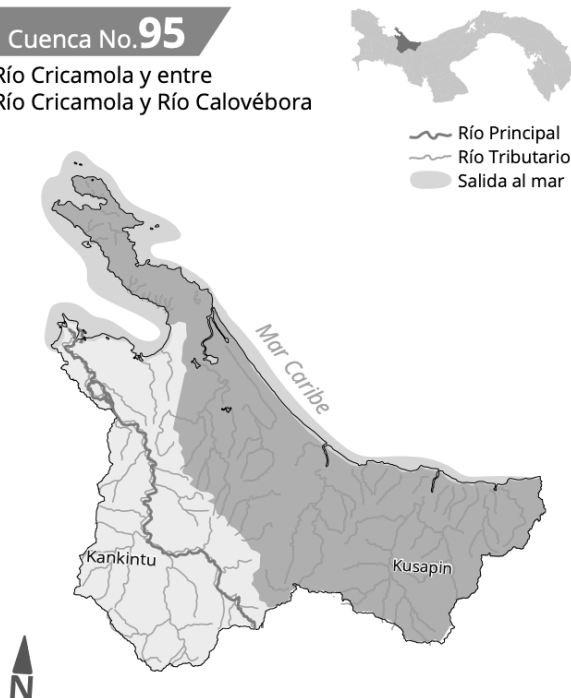 Cuenca No.95
Río Cricamola y entre
Río Cricamola y Río Calovébora
Río Principal
Río Tributario
Salida al mar
Mar Caribe
Kankintu
Kusapin
N